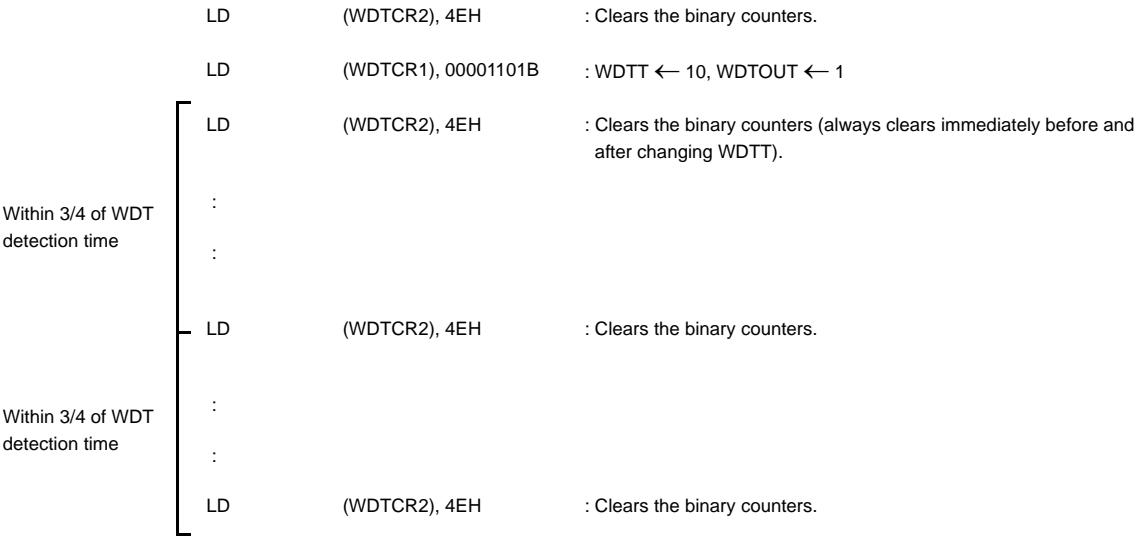 LD (WDTCR2), 4EH : Clears the binary counters.
LD (WDTCR1), 00001101B : WDTT ← 10, WDTOUT ← 1
LD (WDTCR2), 4EH : Clears the binary counters (always clears immediately before and
after changing WDTT).
Within 3/4 of WDT
detection time
:
:
LD (WDTCR2), 4EH : Clears the binary counters.
Within 3/4 of WDT
detection time
:
:
LD (WDTCR2), 4EH : Clears the binary counters.